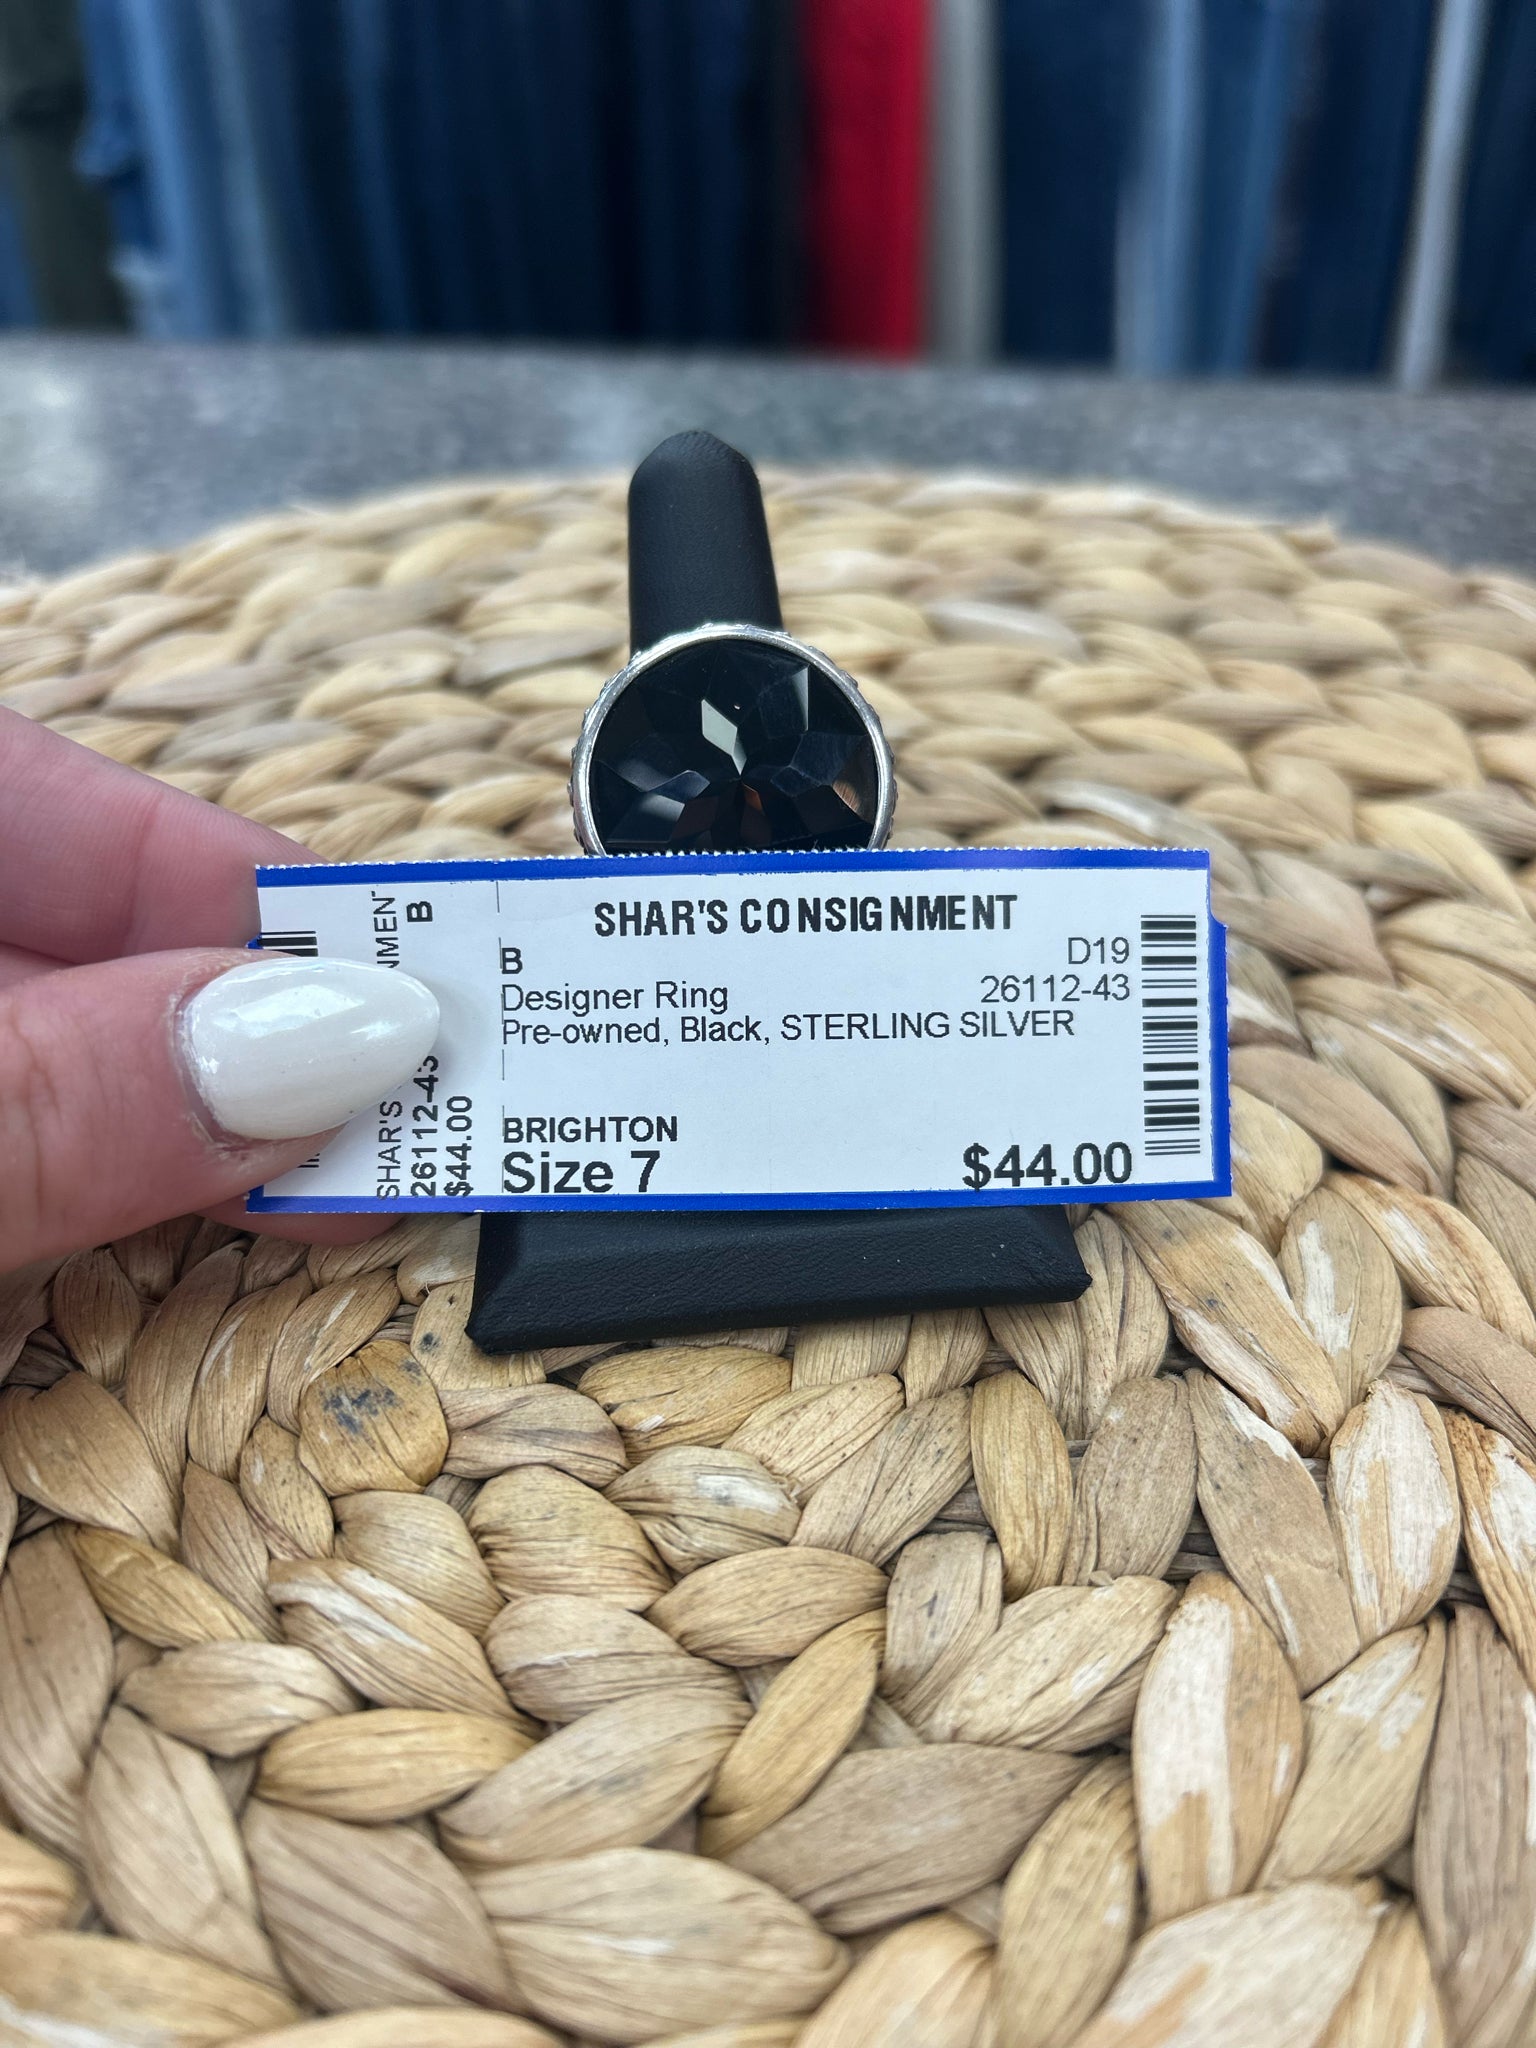 SHAR'S CONSIGNMENT
B D19
Designer Ring 26112-43
Pre-owned, Black, STERLING SILVER
BRIGHTON
Size 7 $44.00
SHAR'S NMENT
B
26112-43
$44.00